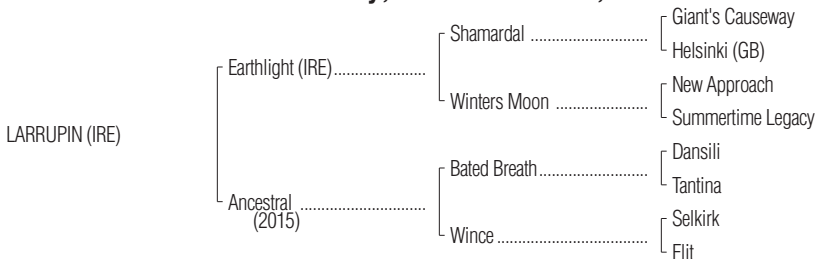 Giant's Causeway
Shamardal ........................
Helsinki (GB)
Earthlight (IRE).......................
New Approach
Winters Moon .......................
Summertime Legacy
LARRUPIN (IRE)
Dansili
Bated Breath...........................
Tantina
Ancestral ...............................
(2015)
Selkirk
Wince ......................................
Flit